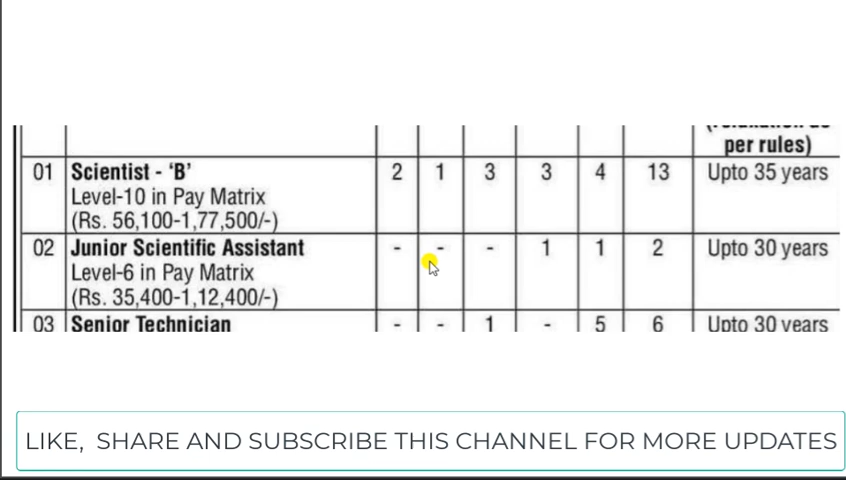 per rules)
01 Scientist - ‘B’ 2 1 3 3 4 13 Upto 35 years
Level-10 in Pay Matrix
(Rs. 56,100-1,77,500/-)
02 Junior Scientific Assistant - - - 1 1 2 Upto 30 years
Level-6 in Pay Matrix
(Rs. 35,400-1,12,400/-)
03 Senior Technician - - 1 - 5 6 Upto 30 years
LIKE, SHARE AND SUBSCRIBE THIS CHANNEL FOR MORE UPDATES